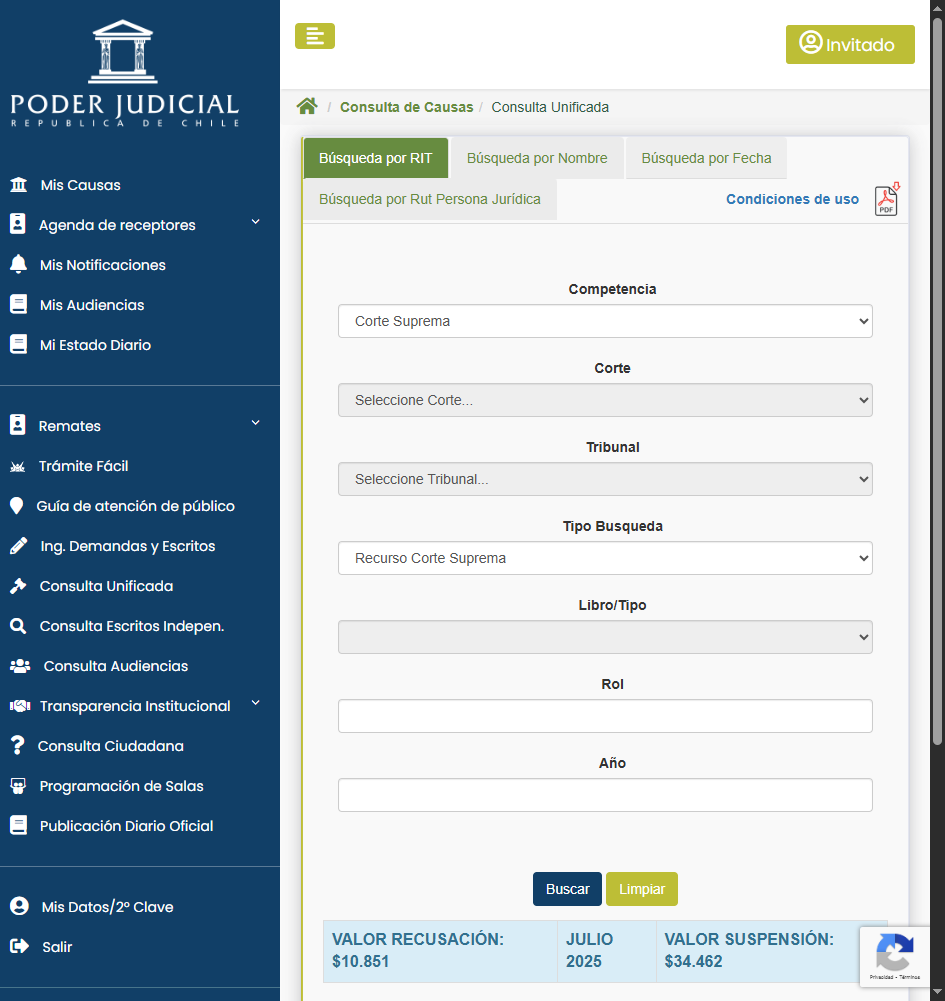 PODER JUDICIAL
REPUBLICA DE CHILE
Mis Causas
Agenda de receptores
Mis Notificaciones
Mis Audiencias
Mi Estado Diario
Remates
Trámite Fácil
Guía de atención de público
Ing. Demandas y Escritos
Consulta Unificada
Consulta Escritos Indepen.
Consulta Audiencias
Transparencia Institucional
Consulta Ciudadana
Programación de Salas
Publicación Diario Oficial
Mis Datos/2º Clave
Salir
Invitado
/ Consulta de Causas / Consulta Unificada
Búsqueda por RIT
Búsqueda por Nombre
Búsqueda por Fecha
Búsqueda por Rut Persona Jurídica
Condiciones de uso
PDF
Competencia
Corte Suprema
Corte
Seleccione Corte...
Tribunal
Seleccione Tribunal...
Tipo Busqueda
Recurso Corte Suprema
Libro/Tipo
Rol
Año
Buscar
Limpiar
VALOR RECUSACIÓN:
$10.851
JULIO
2025
VALOR SUSPENSIÓN:
$34.462
Privacidad - Términos